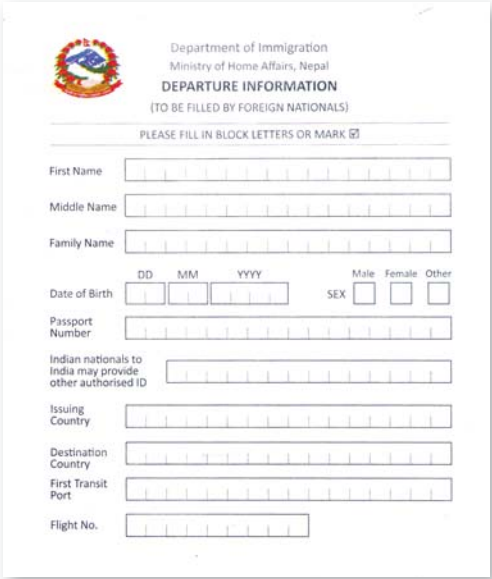 Department of Immigration
Ministry of Home Affairs, Nepal
DEPARTURE INFORMATION
(TO BE FILLED BY FOREIGN NATIONALS)
PLEASE FILL IN BLOCK LETTERS OR MARK ☑
First Name
Middle Name
Family Name
DD MM YYYY Male Female Other
Date of Birth SEX
Passport
Number
Indian nationals to
India may provide
other authorised ID
Issuing
Country
Destination
Country
First Transit
Port
Flight No.